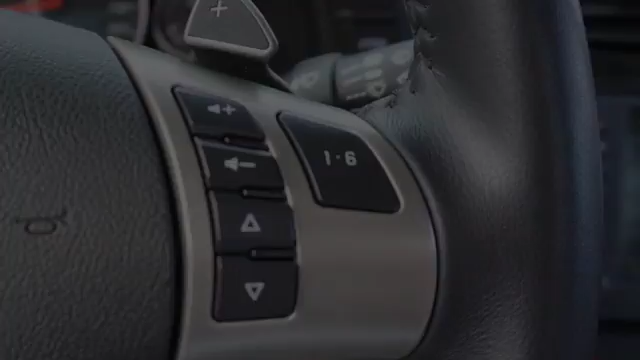 +
+
-
1·6